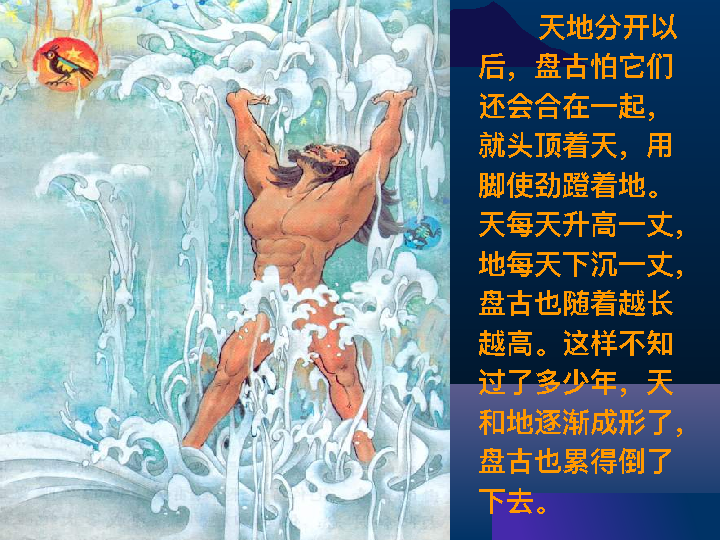 天地分开以
后，盘古怕它们
还会合在一起，
就头顶着天，用
脚使劲蹬着地。
天每天升高一丈，
地每天下沉一丈，
盘古也随着越长
越高。这样不知
过了多少年，天
和地逐渐成形了，
盘古也累得倒了
下去。